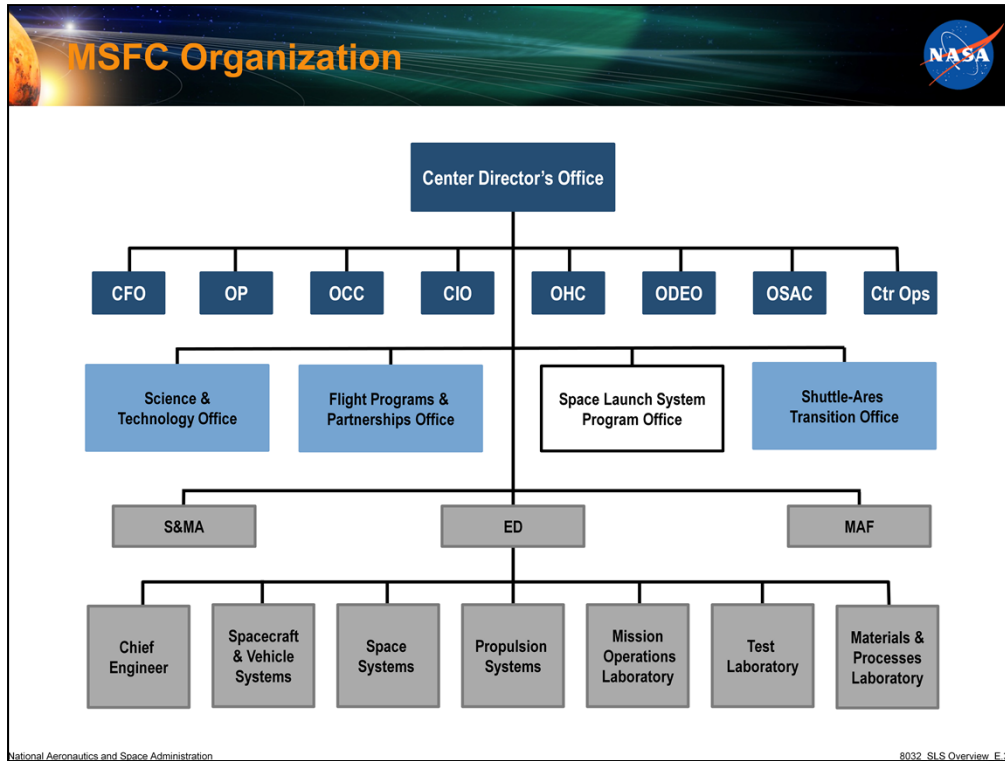 MSFC Organization
NASA
Center Director's Office
CFO
OP
OCC
CIO
OHC
ODEO
OSAC
Ctr Ops
Science &
Technology Office
Flight Programs &
Partnerships Office
Space Launch System
Program Office
Shuttle-Ares
Transition Office
S&MA
ED
MAF
Chief
Engineer
Spacecraft
& Vehicle
Systems
Space
Systems
Propulsion
Systems
Mission
Operations
Laboratory
Test
Laboratory
Materials &
Processes
Laboratory
National Aeronautics and Space Administration
8032 SLS Overview